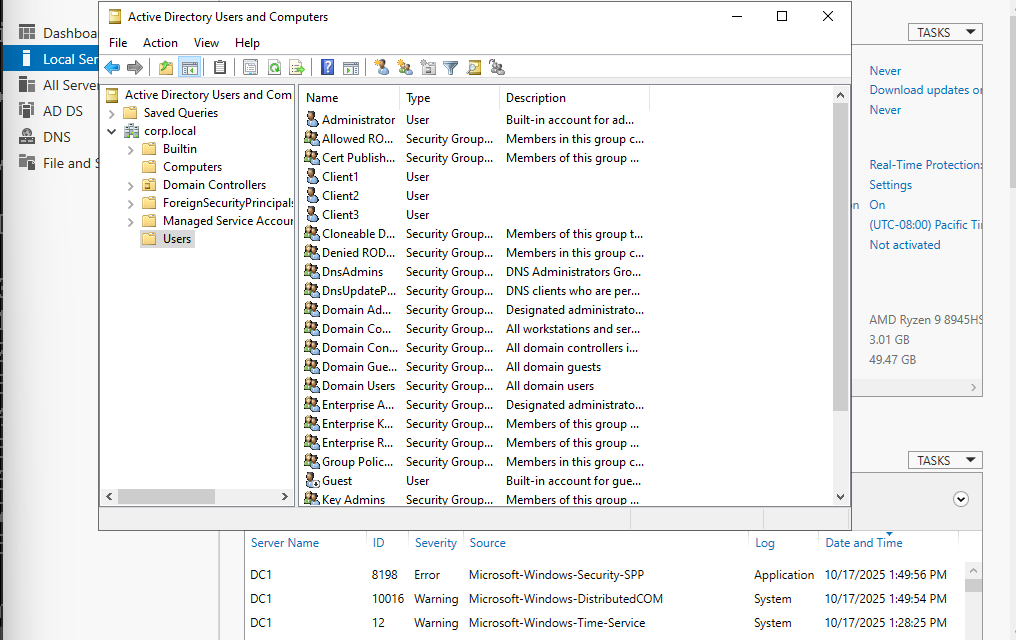 Active Directory Users and Computers
File Action View Help
Dashboa
Local Ser
All Server
AD DS
DNS
File and S
Active Directory Users and Com
Saved Queries
corp.local
Builtin
Computers
Domain Controllers
ForeignSecurityPrincipals
Managed Service Accour
Users
Name Type Description
Administrator User Built-in account for ad...
Allowed RO... Security Group... Members in this group c...
Cert Publish... Security Group... Members of this group ...
Client1 User
Client2 User
Client3 User
Cloneable D... Security Group... Members of this group t...
Denied ROD... Security Group... Members in this group c...
DnsAdmins Security Group... DNS Administrators Gro...
DnsUpdateP... Security Group... DNS clients who are per...
Domain Ad... Security Group... Designated administrato...
Domain Co... Security Group... All workstations and ser...
Domain Con... Security Group... All domain controllers i...
Domain Gue... Security Group... All domain guests
Domain Users Security Group... All domain users
Enterprise A... Security Group... Designated administrato...
Enterprise K... Security Group... Members of this group ...
Enterprise R... Security Group... Members of this group ...
Group Polic... Security Group... Members in this group c...
Guest User Built-in account for gue...
Key Admins Security Group... Members of this group ...
TASKS
Never
Download updates or
Never
Real-Time Protection:
Settings
on On
(UTC-08:00) Pacific Ti
Not activated
AMD Ryzen 9 8945HS
3.01 GB
49.47 GB
TASKS
Server Name ID Severity Source Log Date and Time
DC1 8198 Error Microsoft-Windows-Security-SPP Application 10/17/2025 1:49:56 PM
DC1 10016 Warning Microsoft-Windows-DistributedCOM System 10/17/2025 1:49:54 PM
DC1 12 Warning Microsoft-Windows-Time-Service System 10/17/2025 1:28:25 PM